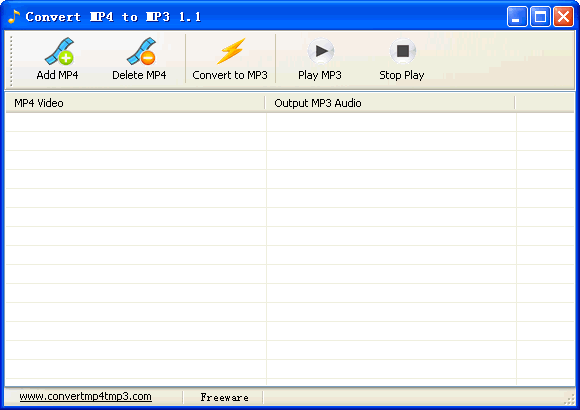 Convert MP4 to MP3 1.1
Add MP4 Delete MP4 Convert to MP3 Play MP3 Stop Play
MP4 Video Output MP3 Audio
www.convertmp4tmp3.com Freeware